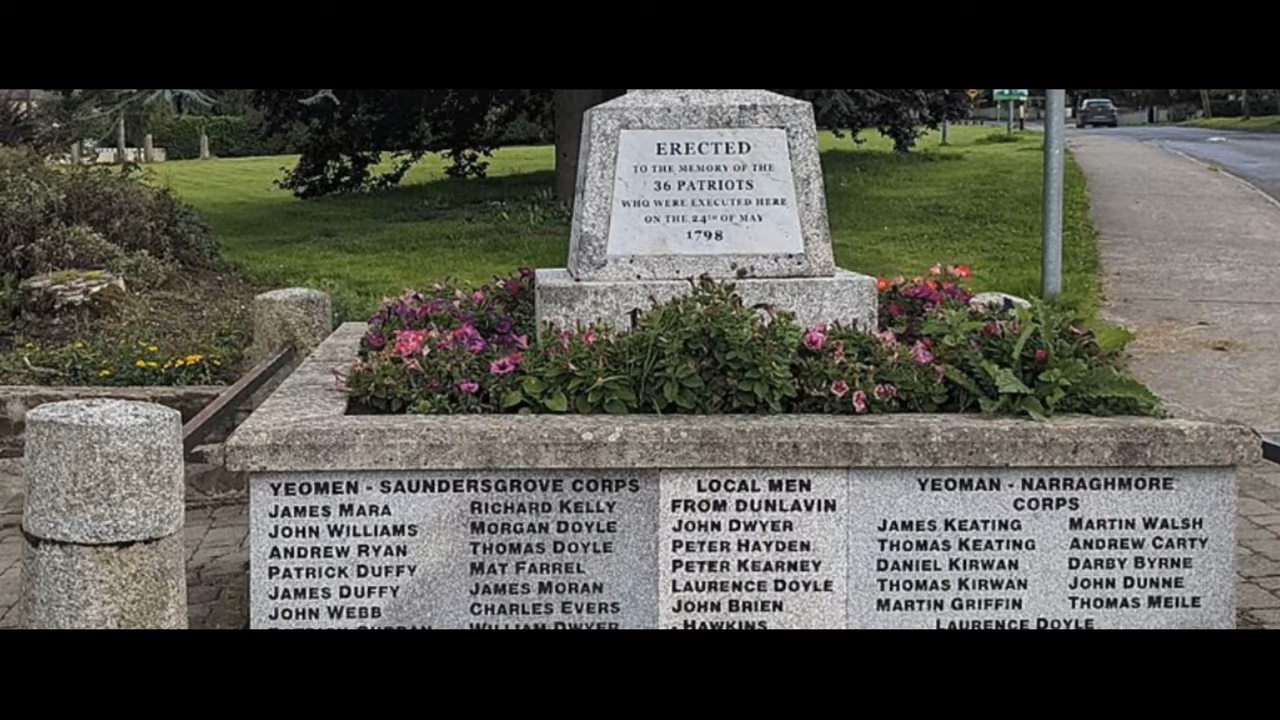 ERECTED
TO THE MEMORY OF THE
36 PATRIOTS
WHO WERE EXECUTED HERE
ON THE 24TH OF MAY
1798
YEOMEN - SAUNDERSGROVE CORPS
JAMES MARA
JOHN WILLIAMS
ANDREW RYAN
PATRICK DUFFY
JAMES DUFFY
JOHN WEBB
RICHARD KELLY
MORGAN DOYLE
THOMAS DOYLE
MAT FARREL
JAMES MORAN
CHARLES EVERS
WILLIAM DWYER
LOCAL MEN
FROM DUNLAVIN
JOHN DWYER
PETER HAYDEN
PETER KEARNEY
LAURENCE DOYLE
JOHN BRIEN
- HAWKINS
YEOMAN - NARRAGHMORE
CORPS
JAMES KEATING
THOMAS KEATING
DANIEL KIRWAN
THOMAS KIRWAN
MARTIN GRIFFIN
MARTIN WALSH
ANDREW CARTY
DARBY BYRNE
JOHN DUNNE
THOMAS MEILE
LAURENCE DOYLE